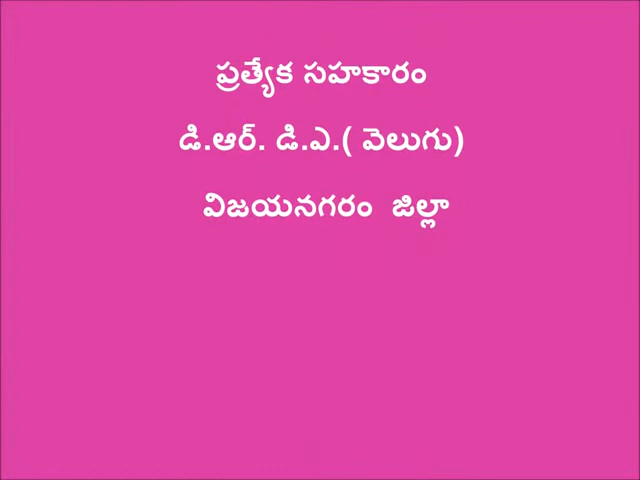 ప్రత్యేక సహకారం
డి.ఆర్. డి.ఎ.( వెలుగు)
విజయనగరం జిల్లా